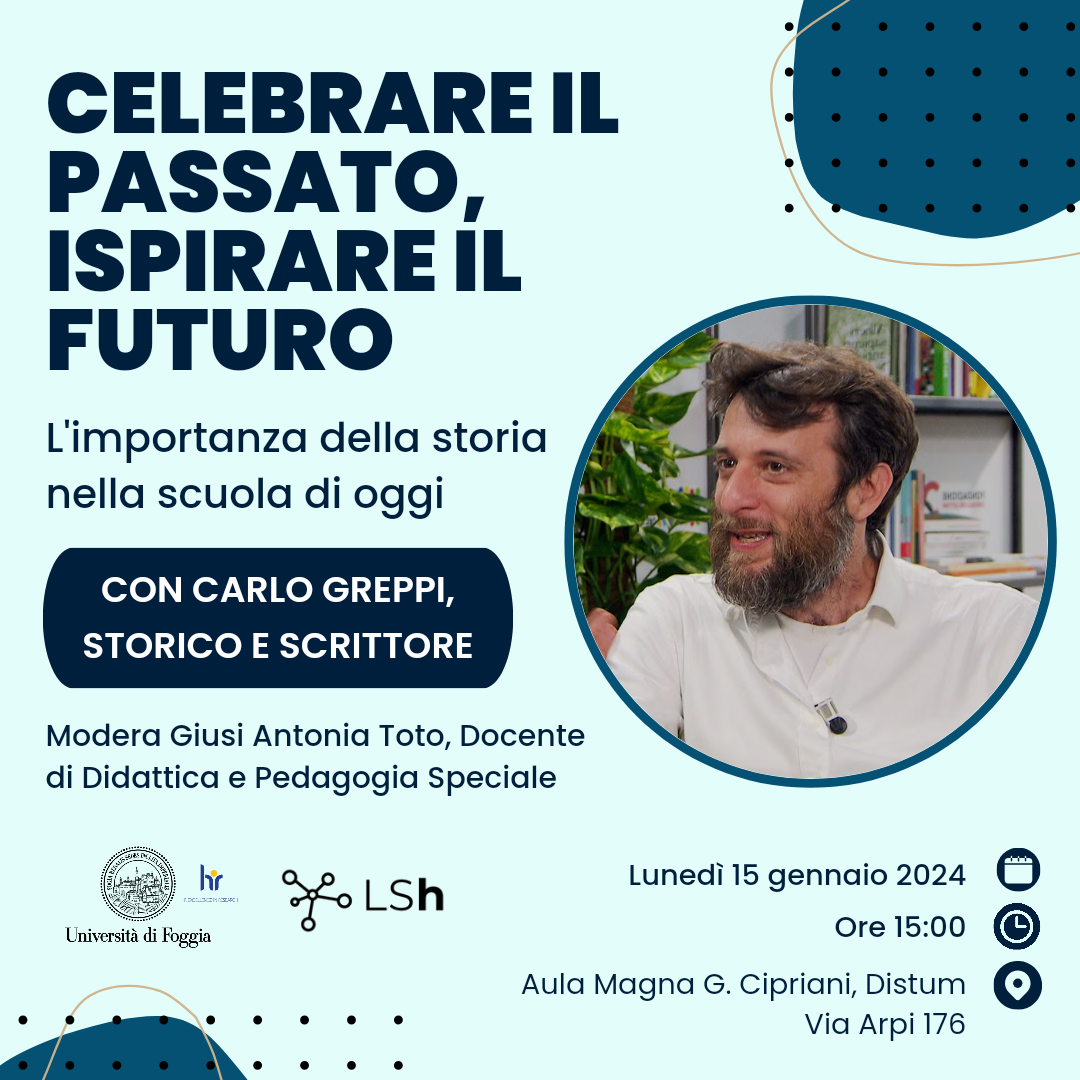 CELEBRARE IL
PASSATO,
ISPIRARE IL
FUTURO
L'importanza della storia
nella scuola di oggi
CON CARLO GREPPI,
STORICO E SCRITTORE
Modera Giusi Antonia Toto, Docente
di Didattica e Pedagogia Speciale
hr
Università di Foggia
LSh
Lunedì 15 gennaio 2024
Ore 15:00
Aula Magna G. Cipriani, Distum
Via Arpi 176